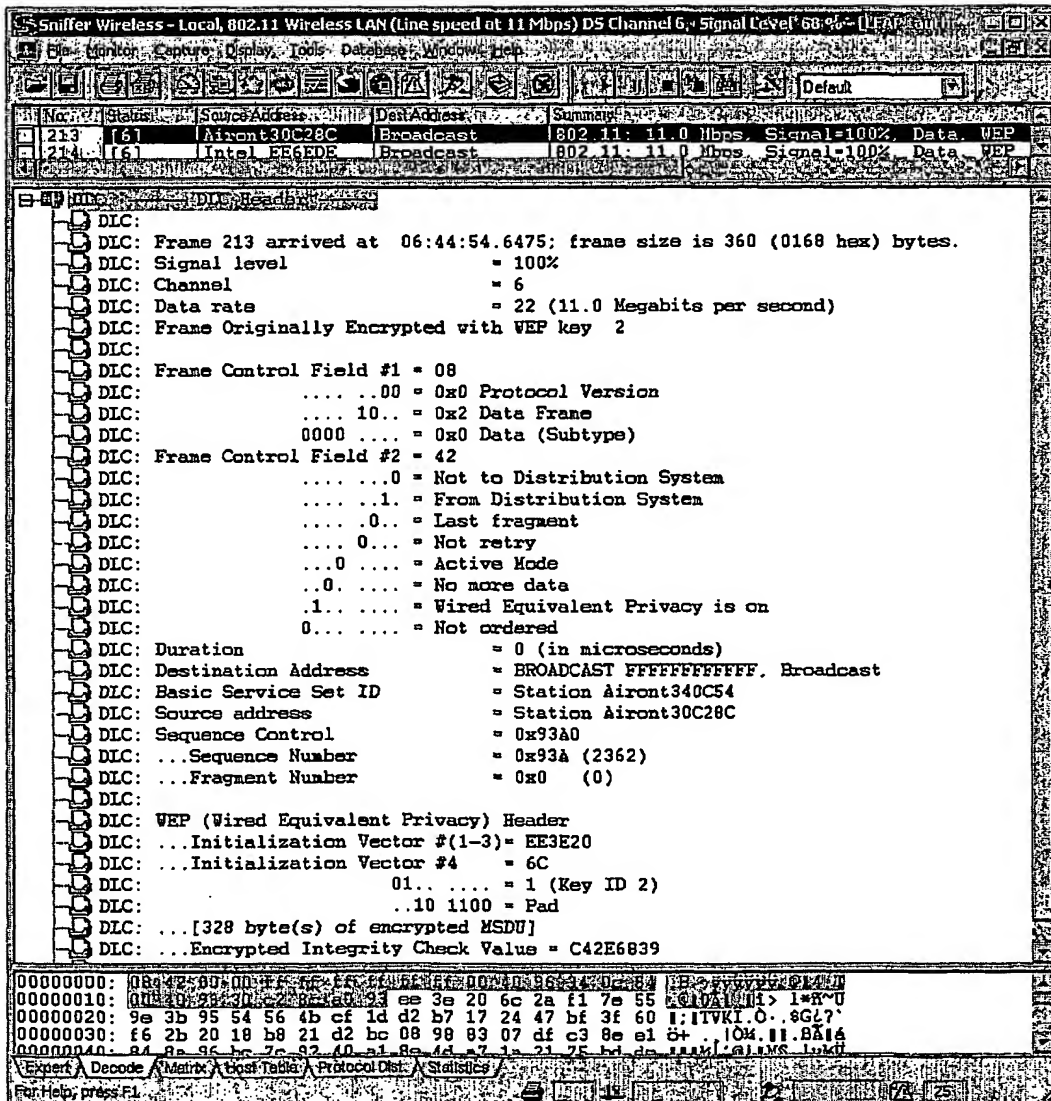 Sniffer Wireless - Local, 802.11 Wireless LAN (Line speed at 11 Mbps) DS Channel 6, Signal Level 68%
File Monitor Capture Display Tools Database Window Help
Default
No. Status Source Address Dest Address Summary
213 [6] Airont30C28C Broadcast 802.11: 11.0 Mbps, Signal=100%, Data, WEP
214 [6] Intel EE6EDE Broadcast 802.11: 11.0 Mbps, Signal=100%, Data, WEP
DLC: DLC Header
DLC:
DLC: Frame 213 arrived at 06:44:54.6475; frame size is 360 (0168 hex) bytes.
DLC: Signal level = 100%
DLC: Channel = 6
DLC: Data rate = 22 (11.0 Megabits per second)
DLC: Frame Originally Encrypted with WEP key 2
DLC:
DLC: Frame Control Field #1 = 08
DLC: .... ..00 = 0x0 Protocol Version
DLC: .... 10.. = 0x2 Data Frame
DLC: 0000 .... = 0x0 Data (Subtype)
DLC: Frame Control Field #2 = 42
DLC: .... ...0 = Not to Distribution System
DLC: .... ..1. = From Distribution System
DLC: .... .0.. = Last fragment
DLC: .... 0... = Not retry
DLC: ...0 .... = Active Mode
DLC: ..0. .... = No more data
DLC: .1.. .... = Wired Equivalent Privacy is on
DLC: 0... .... = Not ordered
DLC: Duration = 0 (in microseconds)
DLC: Destination Address = BROADCAST FFFFFFFFFFFF, Broadcast
DLC: Basic Service Set ID = Station Airont340C54
DLC: Source address = Station Airont30C28C
DLC: Sequence Control = 0x93A0
DLC: ...Sequence Number = 0x93A (2362)
DLC: ...Fragment Number = 0x0 (0)
DLC:
DLC: WEP (Wired Equivalent Privacy) Header
DLC: ...Initialization Vector #(1-3)= EE3E20
DLC: ...Initialization Vector #4 = 6C
DLC: 01.. .... = 1 (Key ID 2)
DLC: ..10 1100 = Pad
DLC: ...[328 byte(s) of encrypted MSDU]
DLC: ...Encrypted Integrity Check Value = C42E6839
00000000: 08 42 00 00 ff ff ff ff ff ff 00 40 96
00000010: ee 3e 20 6c 2a f1 7e 55
00000020: 9e 3b 95 54 56 4b cf 1d d2 b7 17 24 47 bf 3f 60
00000030: f6 2b 20 18 b8 21 d2 bc 08 98 83 07 df c3 8e e1
00000040:
Expert Decode Matrix Host Table Protocol Dist. Statistics
For Help, press F1
25